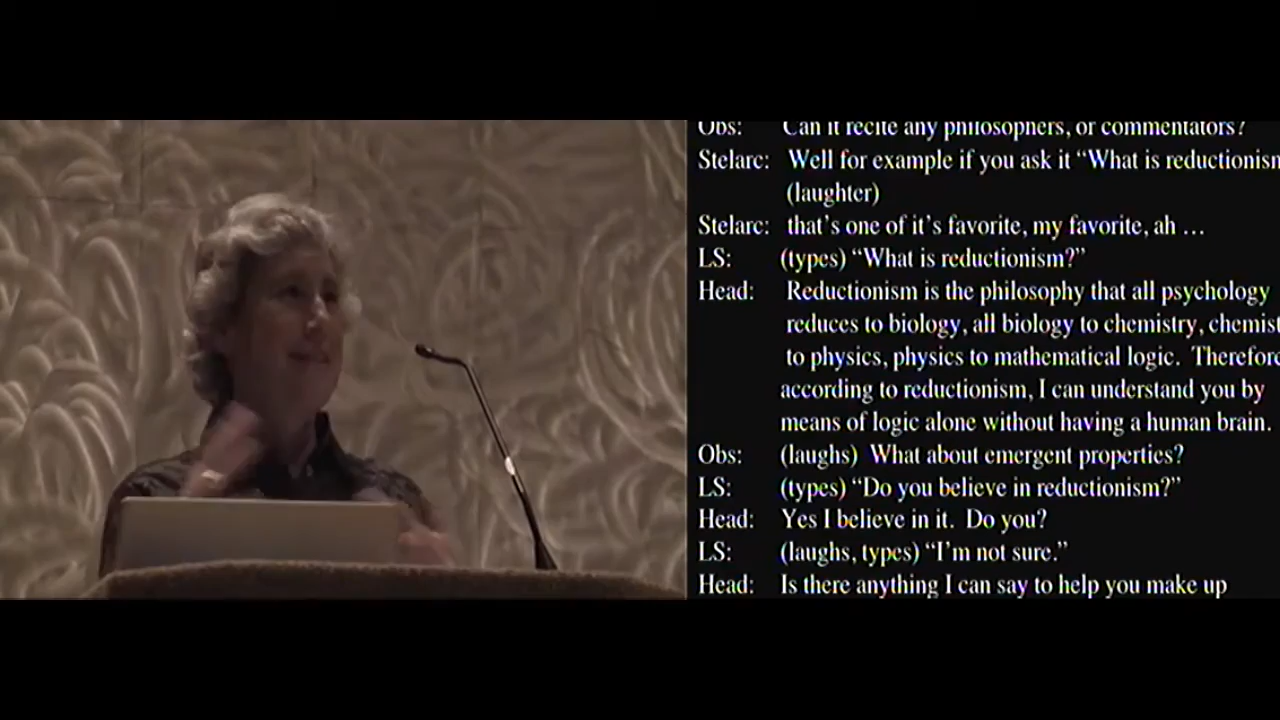 Obs: Can it recite any philosophers, or commentators?
Stelarc: Well for example if you ask it “What is reductionism
(laughter)
Stelarc: that’s one of it’s favorite, my favorite, ah …
LS: (types) “What is reductionism?”
Head: Reductionism is the philosophy that all psychology
reduces to biology, all biology to chemistry, chemist
to physics, physics to mathematical logic. Therefore
according to reductionism, I can understand you by
means of logic alone without having a human brain.
Obs: (laughs) What about emergent properties?
LS: (types) “Do you believe in reductionism?”
Head: Yes I believe in it. Do you?
LS: (laughs, types) “I’m not sure.”
Head: Is there anything I can say to help you make up